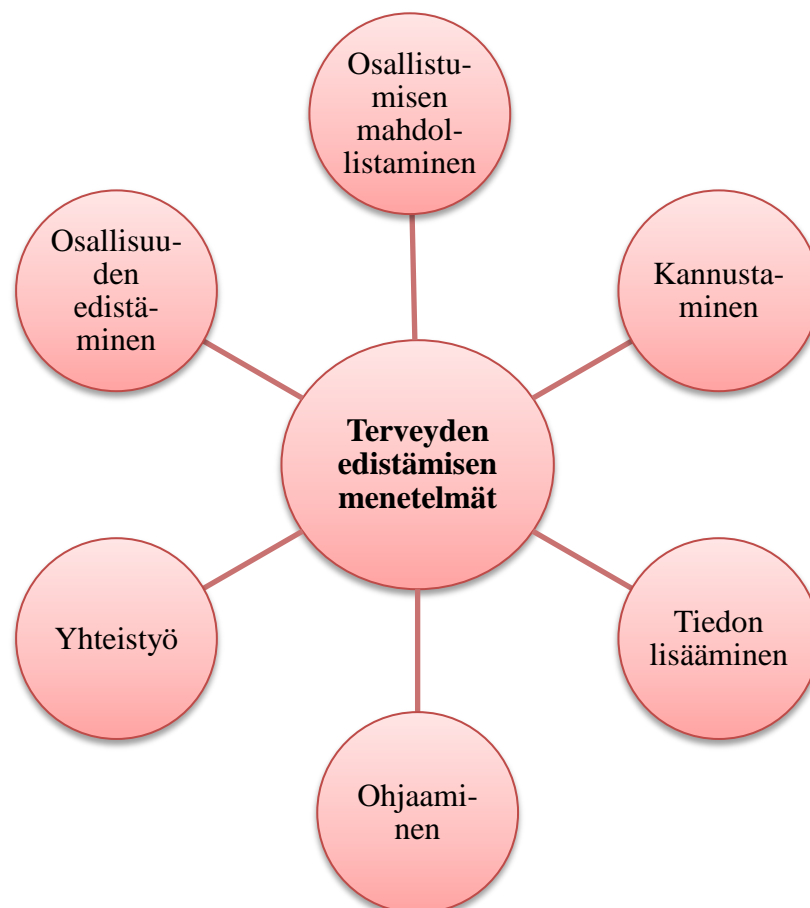 Osallistu-
misen
mahdol-
listaminen
Osallisuu-
den
edistä-
minen
Kannusta-
minen
Terveyden
edistämisen
menetelmät
Yhteistyö
Tiedon
lisääminen
Ohjaami-
nen